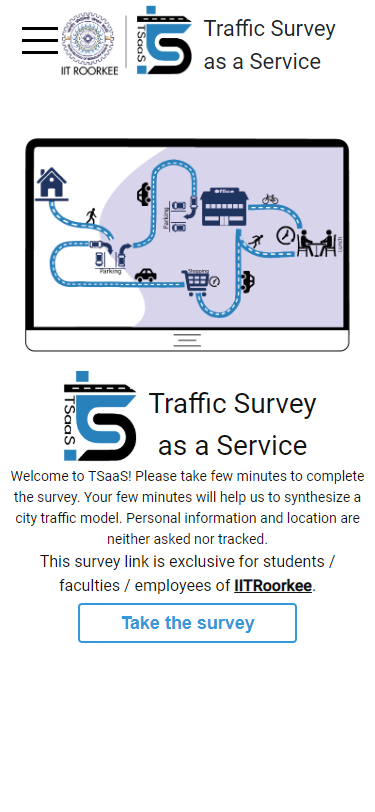 IIT ROORKEE
TSaaS
Traffic Survey
as a Service
Office
Parking
Parking
Shopping
Lunch
TSaaS
Traffic Survey
as a Service
Welcome to TSaaS! Please take few minutes to complete
the survey. Your few minutes will help us to synthesize a
city traffic model. Personal information and location are
neither asked nor tracked.
This survey link is exclusive for students /
faculties / employees of IITRoorkee.
Take the survey